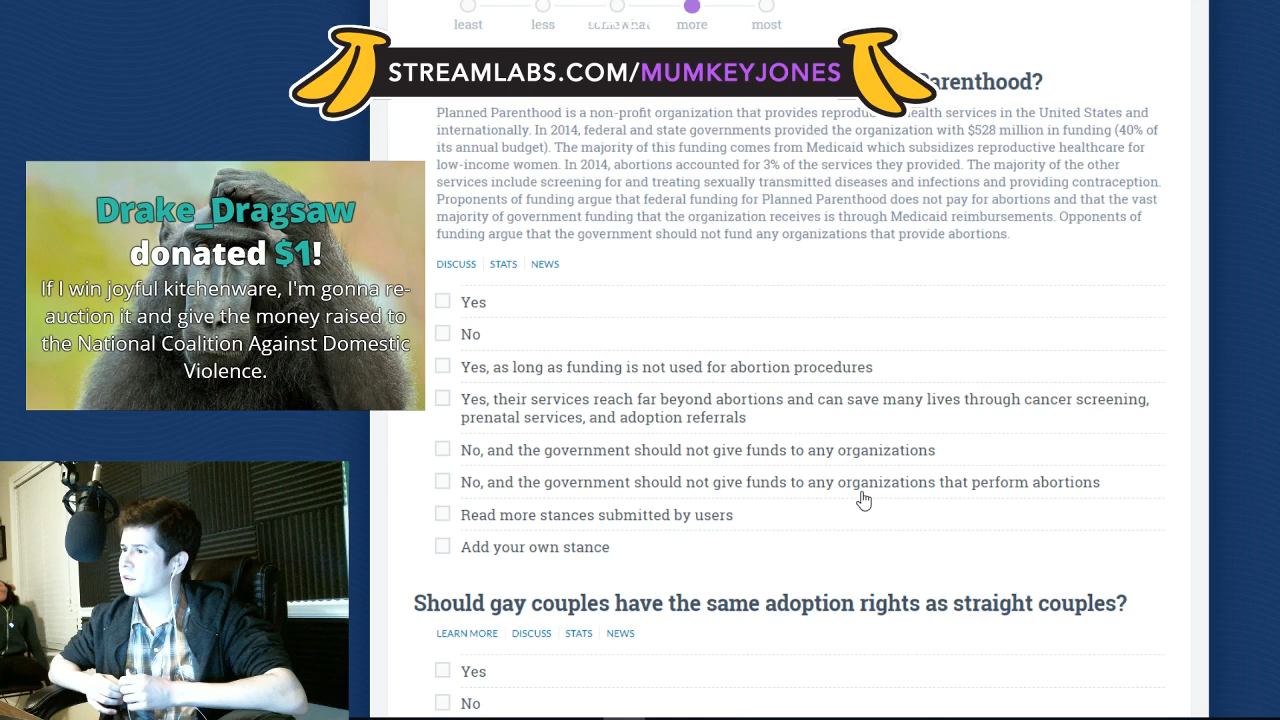 least less somewhat more most
STREAMLABS.COM/MUMKEYJONES
Parenthood?
Planned Parenthood is a non-profit organization that provides health services in the United States and
internationally. In 2014, federal and state governments provided the organization with $528 million in funding (40% of
its annual budget). The majority of this funding comes from Medicaid which subsidizes reproductive healthcare for
low-income women. In 2014, abortions accounted for 3% of the services they provided. The majority of the other
services include screening for and treating sexually transmitted diseases and infections and providing contraception.
Proponents of funding argue that federal funding for Planned Parenthood does not pay for abortions and that the vast
majority of government funding that the organization receives is through Medicaid reimbursements. Opponents of
funding argue that the government should not fund any organizations that provide abortions.
DISCUSS STATS NEWS
Yes
No
Yes, as long as funding is not used for abortion procedures
Yes, their services reach far beyond abortions and can save many lives through cancer screening,
prenatal services, and adoption referrals
No, and the government should not give funds to any organizations
No, and the government should not give funds to any organizations that perform abortions
Read more stances submitted by users
Add your own stance
Should gay couples have the same adoption rights as straight couples?
LEARN MORE DISCUSS STATS NEWS
Yes
No
Drake_Dragsaw
donated $1!
If I win joyful kitchenware, I'm gonna re-
auction it and give the money raised to
the National Coalition Against Domestic
Violence.